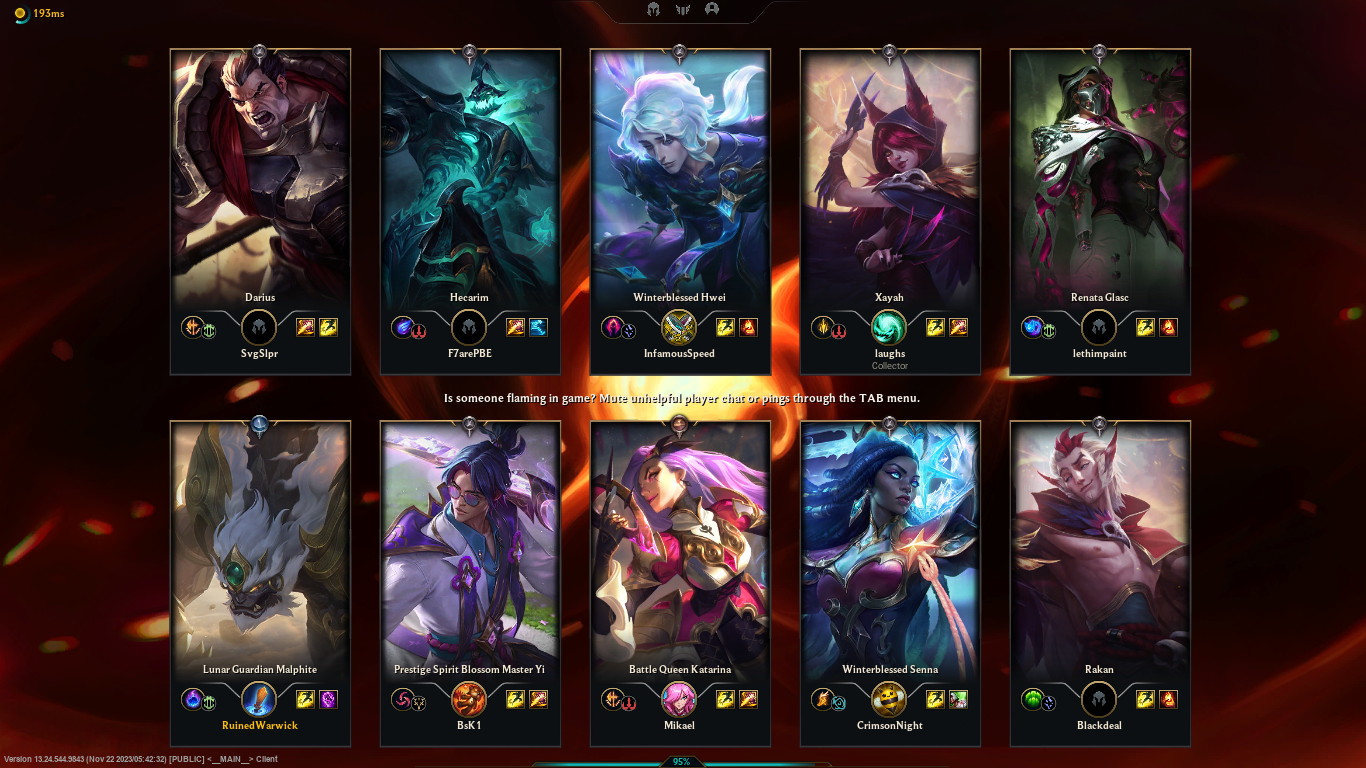 193ms
Darius
SvgSlpr
Hecarim
F7arePBE
Winterblessed Hwei
InfamousSpeed
Xayah
laughs
Collector
Renata Glasc
lethimpaint
Is someone flaming in game? Mute unhelpful player chat or pings through the TAB menu.
Lunar Guardian Malphite
RuinedWarwick
Prestige Spirit Blossom Master Yi
BsK1
Battle Queen Katarina
Mikael
Winterblessed Senna
CrimsonNight
Rakan
Blackdeal
Version 13.24.544.9843 (Nov 22 2023/05:42:32) [PUBLIC] <__MAIN__> Client
95%